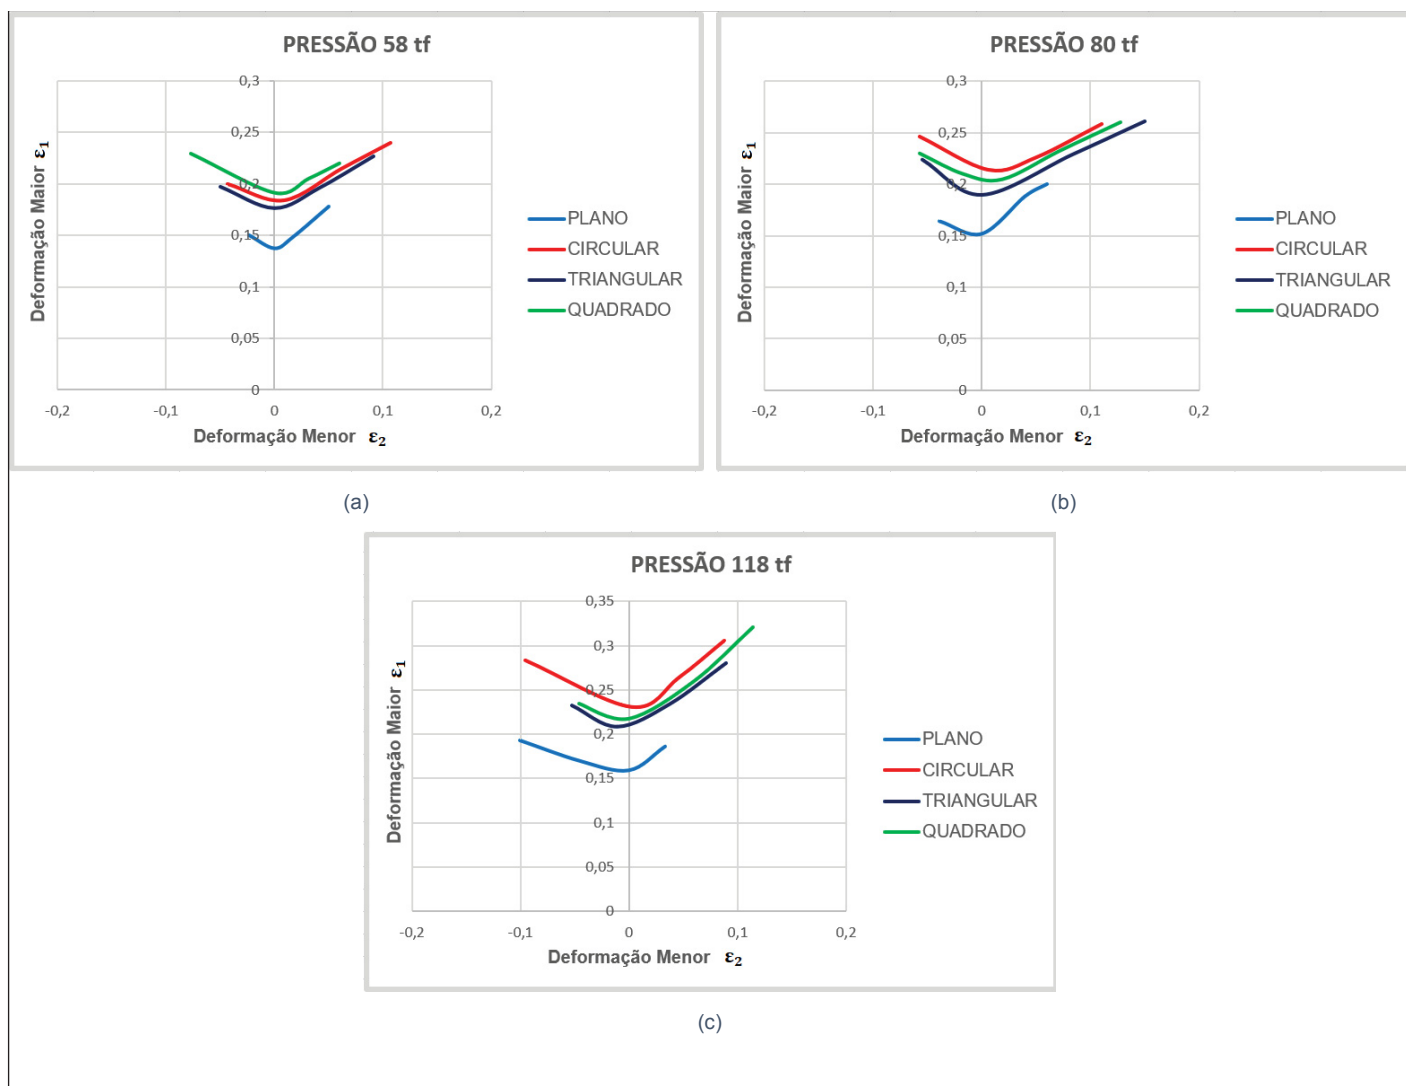 PRESSÃO 58 tf
0,3
0,25
0,2
0,15
0,1
0,05
0
-0,2
-0,1
0
0,1
0,2
Deformação Maior ε1
Deformação Menor ε2
PLANO
CIRCULAR
TRIANGULAR
QUADRADO
(a)
PRESSÃO 80 tf
0,3
0,25
0,2
0,15
0,1
0,05
0
-0,2
-0,1
0
0,1
0,2
Deformação Maior ε1
Deformação Menor ε2
PLANO
CIRCULAR
TRIANGULAR
QUADRADO
(b)
PRESSÃO 118 tf
0,35
0,3
0,25
0,2
0,15
0,1
0,05
0
-0,2
-0,1
0
0,1
0,2
Deformação Maior ε1
Deformação Menor ε2
PLANO
CIRCULAR
TRIANGULAR
QUADRADO
(c)